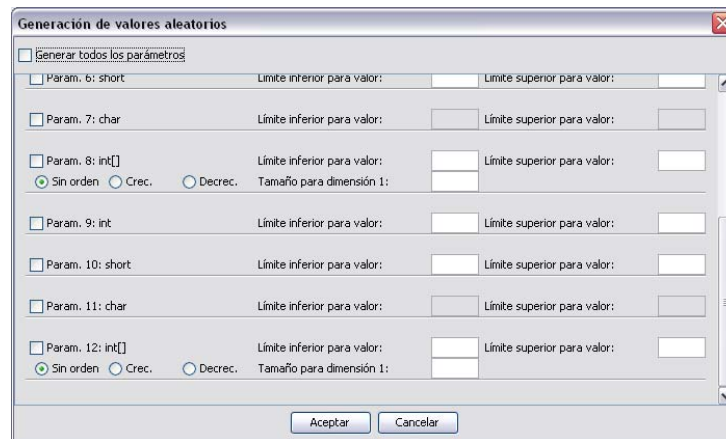 Generación de valores aleatorios
Generar todos los parámetros
Param. 6: short Límite inferior para valor: Límite superior para valor:
Param. 7: char Límite inferior para valor: Límite superior para valor:
Param. 8: int[] Límite inferior para valor: Límite superior para valor:
Sin orden Crec. Decrec. Tamaño para dimensión 1:
Param. 9: int Límite inferior para valor: Límite superior para valor:
Param. 10: short Límite inferior para valor: Límite superior para valor:
Param. 11: char Límite inferior para valor: Límite superior para valor:
Param. 12: int[] Límite inferior para valor: Límite superior para valor:
Sin orden Crec. Decrec. Tamaño para dimensión 1:
Aceptar Cancelar